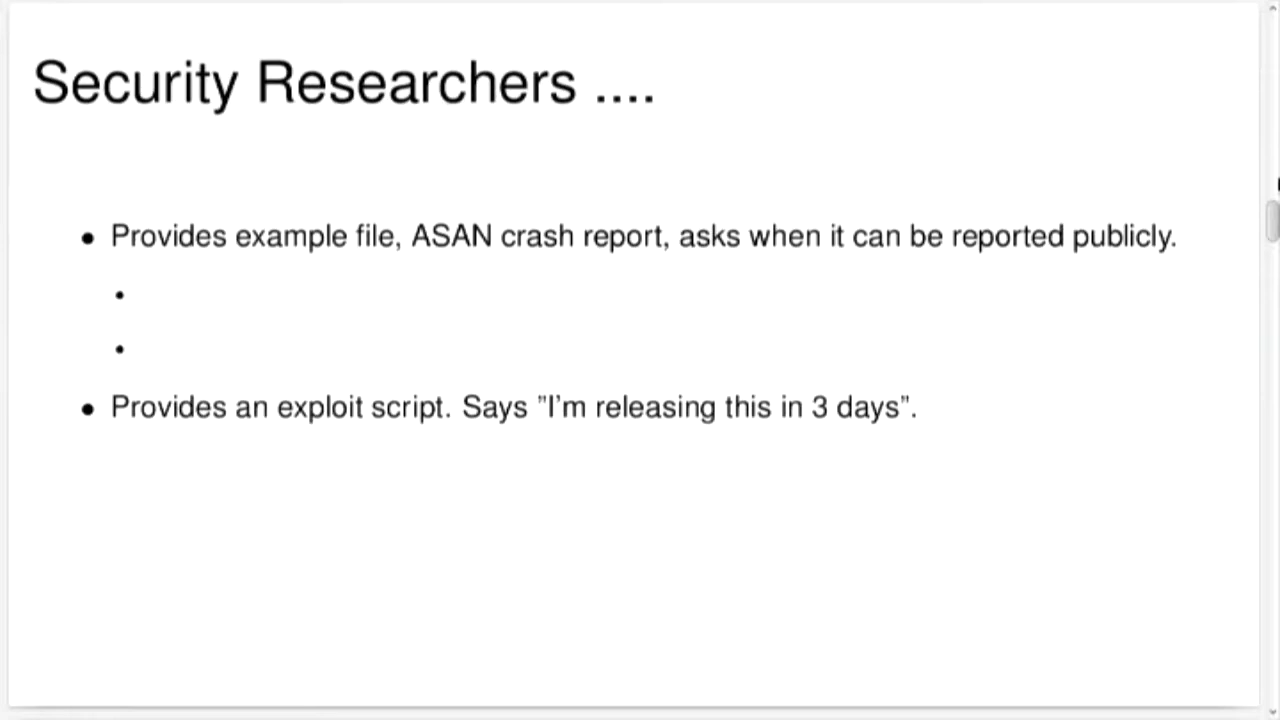 Security Researchers ....
• Provides example file, ASAN crash report, asks when it can be reported publicly.
•
•
• Provides an exploit script. Says ”I’m releasing this in 3 days”.